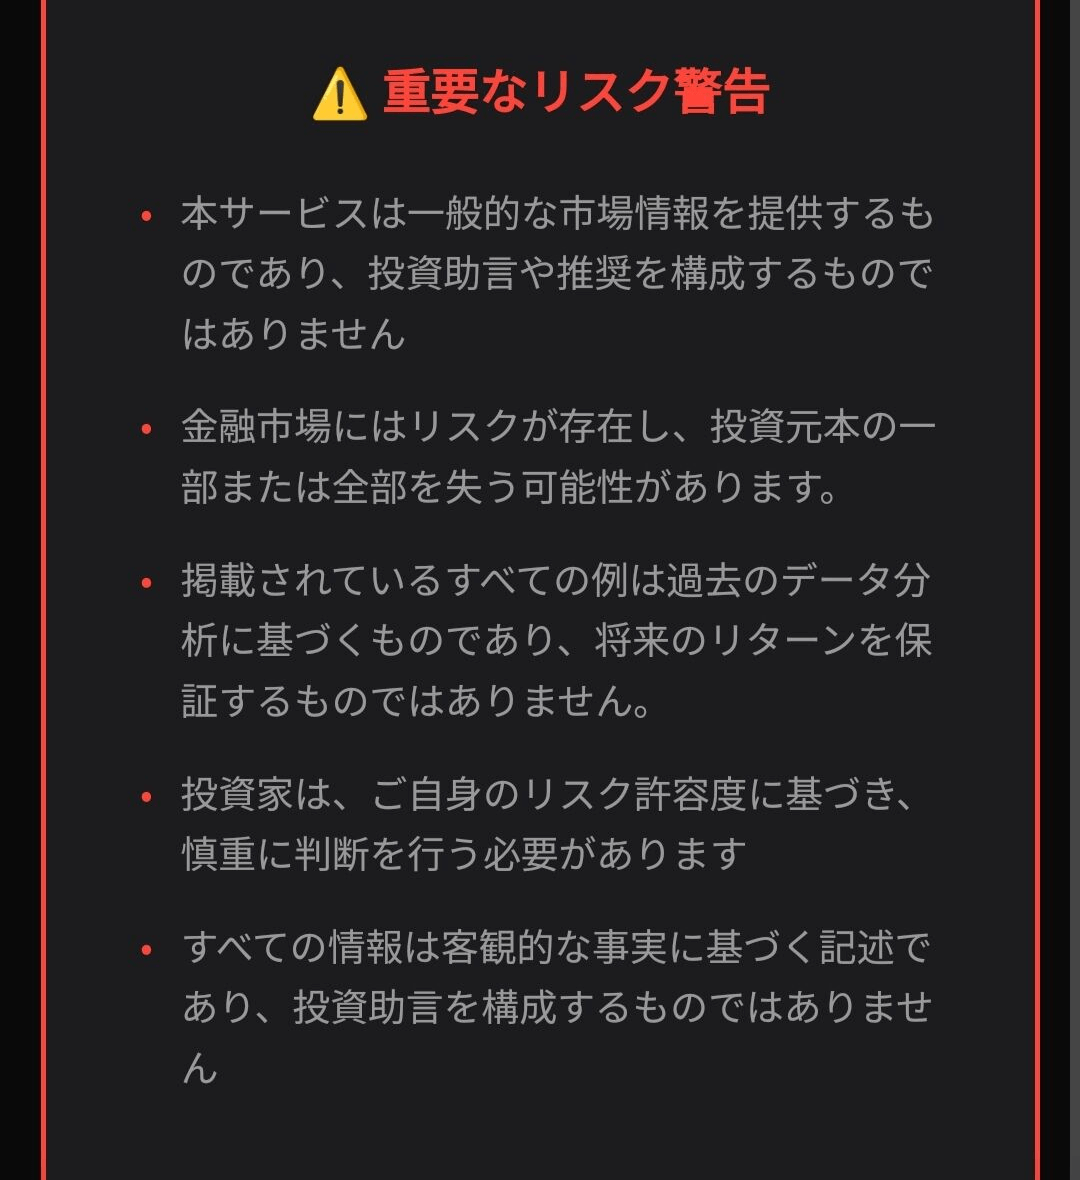 ⚠️ 重要なリスク警告
• 本サービスは一般的な市場情報を提供するも
のであり、投資助言や推奨を構成するもので
はありません
• 金融市場にはリスクが存在し、投資元本の一
部または全部を失う可能性があります。
• 掲載されているすべての例は過去のデータ分
析に基づくものであり、将来のリターンを保
証するものではありません。
• 投資家は、ご自身のリスク許容度に基づき、
慎重に判断を行う必要があります
• すべての情報は客観的な事実に基づく記述で
あり、投資助言を構成するものではありませ
ん